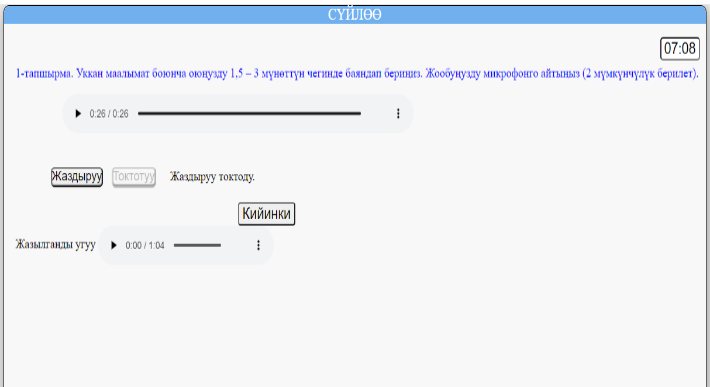 СҮЙЛӨӨ
07:08
1-тапшырма. Уккан маалымат боюнча оюңузду 1,5 – 3 мүнөттүн чегинде баяндап бериңиз. Жообуңузду микрофонго айтыңыз (2 мүмкүнчүлүк берилет).
0:26 / 0:26
Жаздыруу Токтотуу Жаздыруу токтоду.
Кийинки
Жазылганды угуу 0:00 / 1:04